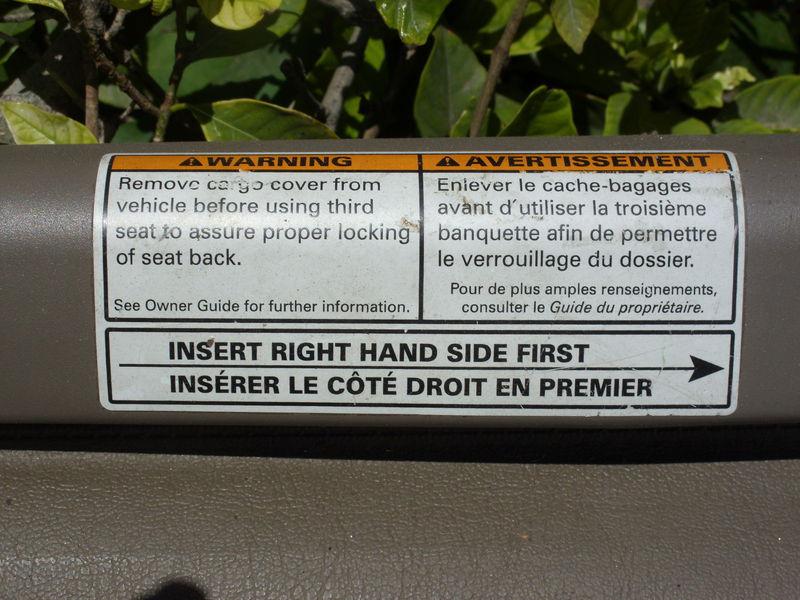 WARNING
Remove cargo cover from
vehicle before using third
seat to assure proper locking
of seat back.
See Owner Guide for further information.
AVERTISSEMENT
Enlever le cache-bagages
avant d'utiliser la troisième
banquette afin de permettre
le verrouillage du dossier.
Pour de plus amples renseignements,
consulter le Guide du propriétaire.
INSERT RIGHT HAND SIDE FIRST
INSÉRER LE CÔTÉ DROIT EN PREMIER